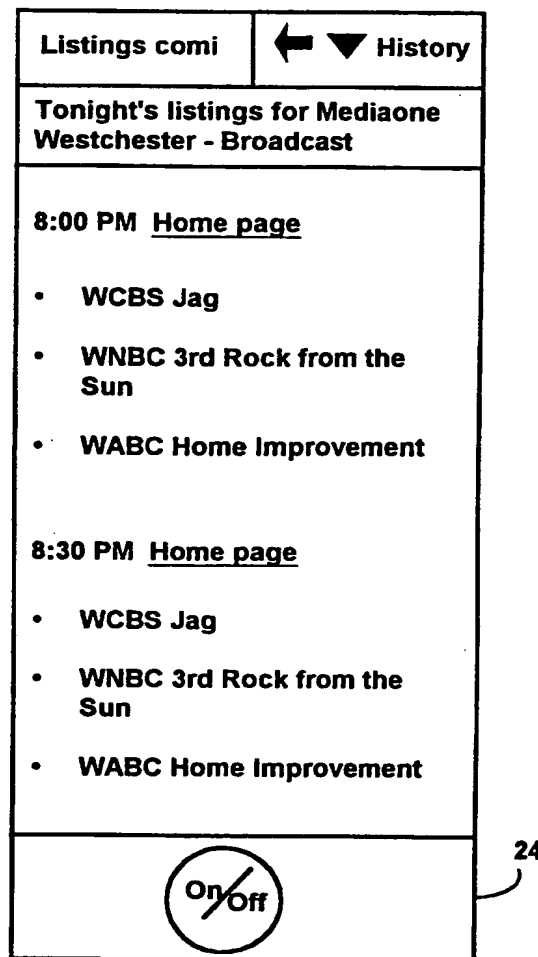 Listings comi
History
Tonight's listings for Mediaone
Westchester - Broadcast
8:00 PM Home page
• WCBS Jag
• WNBC 3rd Rock from the
Sun
• WABC Home Improvement
8:30 PM Home page
• WCBS Jag
• WNBC 3rd Rock from the
Sun
• WABC Home Improvement
On/Off
24